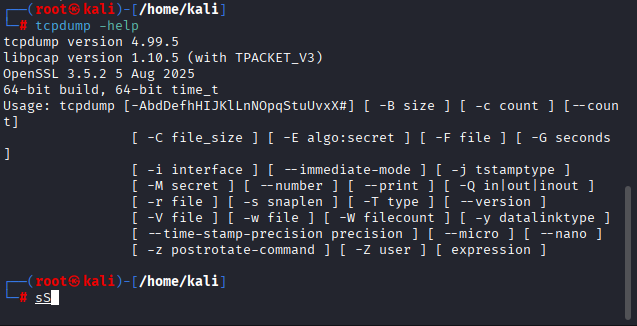 ┌──(root㉿kali)-[/home/kali]
└─# tcpdump -help
tcpdump version 4.99.5
libpcap version 1.10.5 (with TPACKET_V3)
OpenSSL 3.5.2 5 Aug 2025
64-bit build, 64-bit time_t
Usage: tcpdump [-AbdDefhHIJKlLnNOpqStuUvxX#] [ -B size ] [ -c count ] [--coun
t]
[ -C file_size ] [ -E algo:secret ] [ -F file ] [ -G seconds
]
[ -i interface ] [ --immediate-mode ] [ -j tstamptype ]
[ -M secret ] [ --number ] [ --print ] [ -Q in|out|inout ]
[ -r file ] [ -s snaplen ] [ -T type ] [ --version ]
[ -V file ] [ -w file ] [ -W filecount ] [ -y datalinktype ]
[ --time-stamp-precision precision ] [ --micro ] [ --nano ]
[ -z postrotate-command ] [ -Z user ] [ expression ]
┌──(root㉿kali)-[/home/kali]
└─# sS